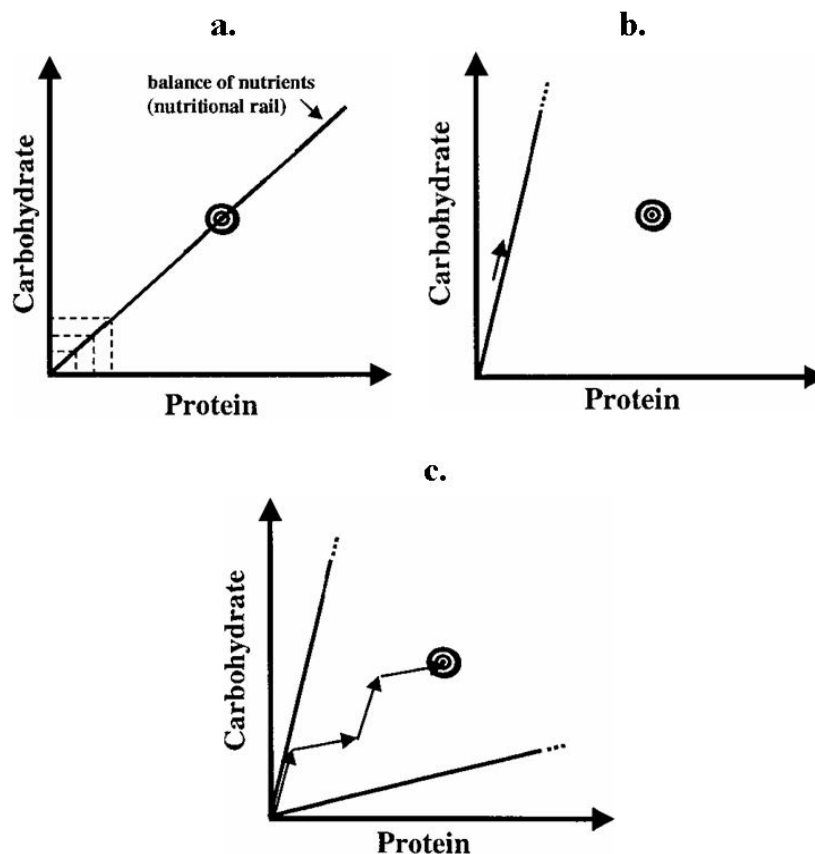 a.
balance of nutrients
(nutritional rail)
Carbohydrate
Protein
b.
Carbohydrate
Protein
c.
Carbohydrate
Protein